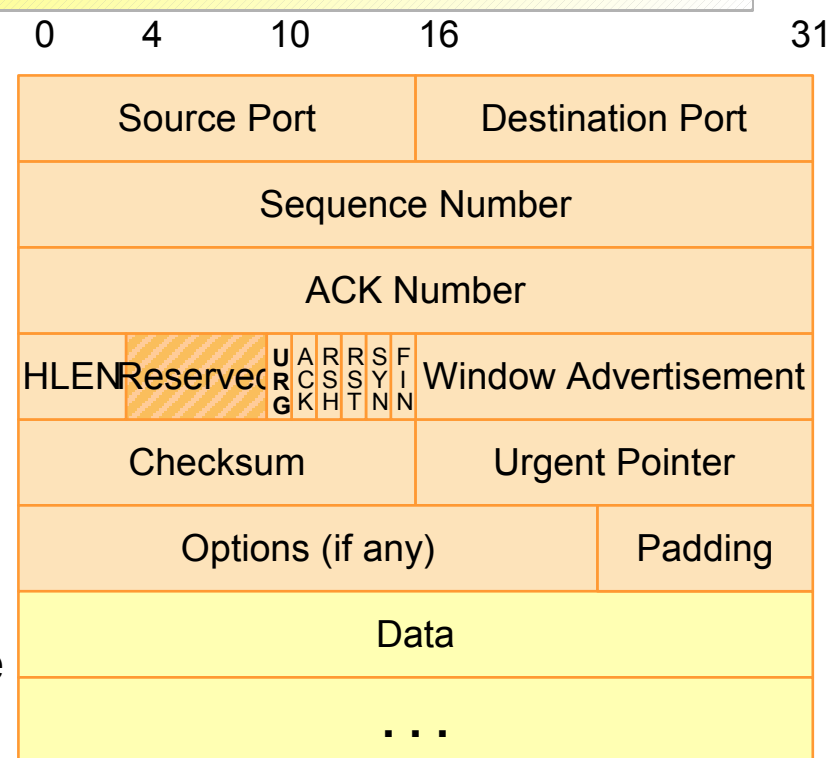 0 4 10 16 31
Source Port Destination Port
Sequence Number
ACK Number
HLEN Reserved URG ACK RSH RST SYN FIN Window Advertisement
Checksum Urgent Pointer
Options (if any) Padding
Data
e
. . .